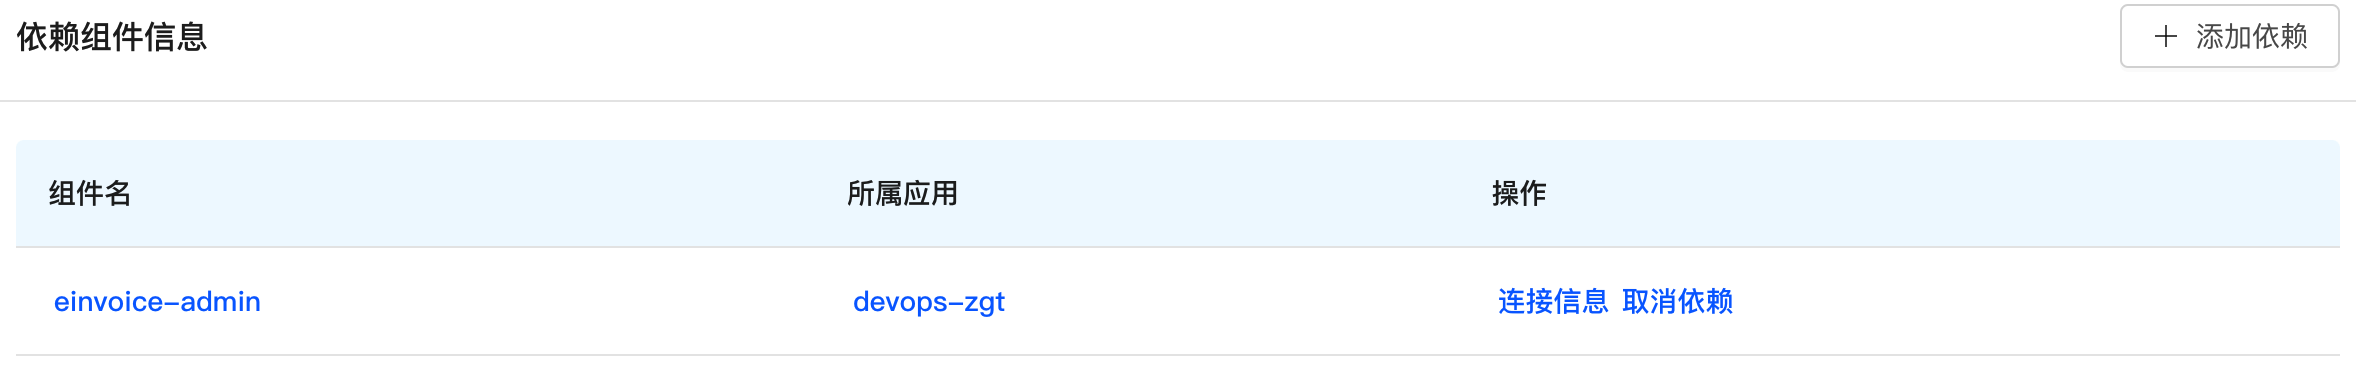 依赖组件信息
添加依赖
组件名 所属应用 操作
einvoice-admin devops-zgt 连接信息 取消依赖